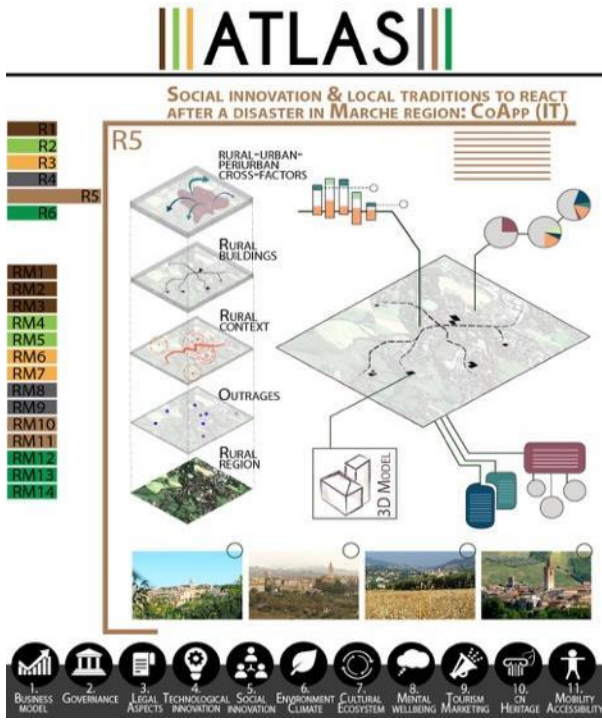 ATLAS
SOCIAL INNOVATION & LOCAL TRADITIONS TO REACT
AFTER A DISASTER IN MARCHE REGION: COAPP (IT)
R1
R2
R3
R4
R5
R6
RM1
RM2
RM3
RM4
RM5
RM6
RM7
RM8
RM9
RM10
RM11
RM12
RM13
RM14
R5
RURAL-URBAN-
PERIURBAN
CROSS-FACTORS
RURAL
BUILDINGS
RURAL
CONTEXT
OUTRAGES
RURAL
REGION
3D MODEL
1.
BUSINESS
MODEL
2.
GOVERNANCE
3.
LEGAL
ASPECTS
4.
TECHNOLOGICAL
INNOVATION
5.
SOCIAL
INNOVATION
6.
ENVIRONMENT
CLIMATE
7.
CULTURAL
ECOSYSTEM
8.
MENTAL
WELLBEING
9.
TOURISM
MARKETING
10.
CN
HERITAGE
11.
MOBILITY
ACCESSIBILITY